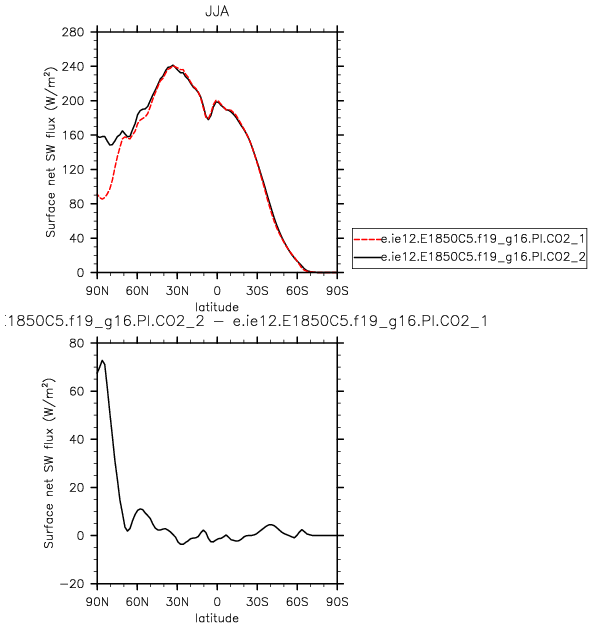 JJA
280
240
200
160
120
80
40
0
Surface net SW flux (W/m²)
90N 60N 30N 0 30S 60S 90S
latitude
e.ie12.E1850C5.f19_g16.PI.CO2_1
e.ie12.E1850C5.f19_g16.PI.CO2_2
:1850C5.f19_g16.PI.CO2_2 — e.ie12.E1850C5.f19_g16.PI.CO2_1
80
60
40
20
0
−20
Surface net SW flux (W/m²)
90N 60N 30N 0 30S 60S 90S
latitude